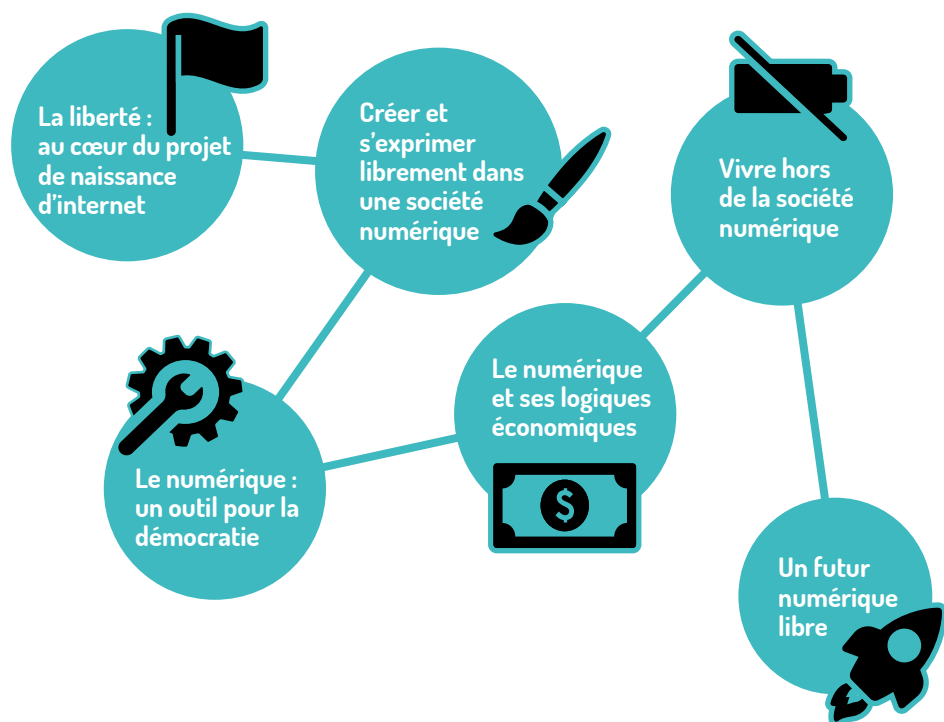 La liberté :
au cœur du projet
de naissance
d’internet
Créer et
s’exprimer
librement dans
une société
numérique
Le numérique :
un outil pour la
démocratie
Le numérique
et ses logiques
économiques
$
Vivre hors
de la société
numérique
Un futur
numérique
libre